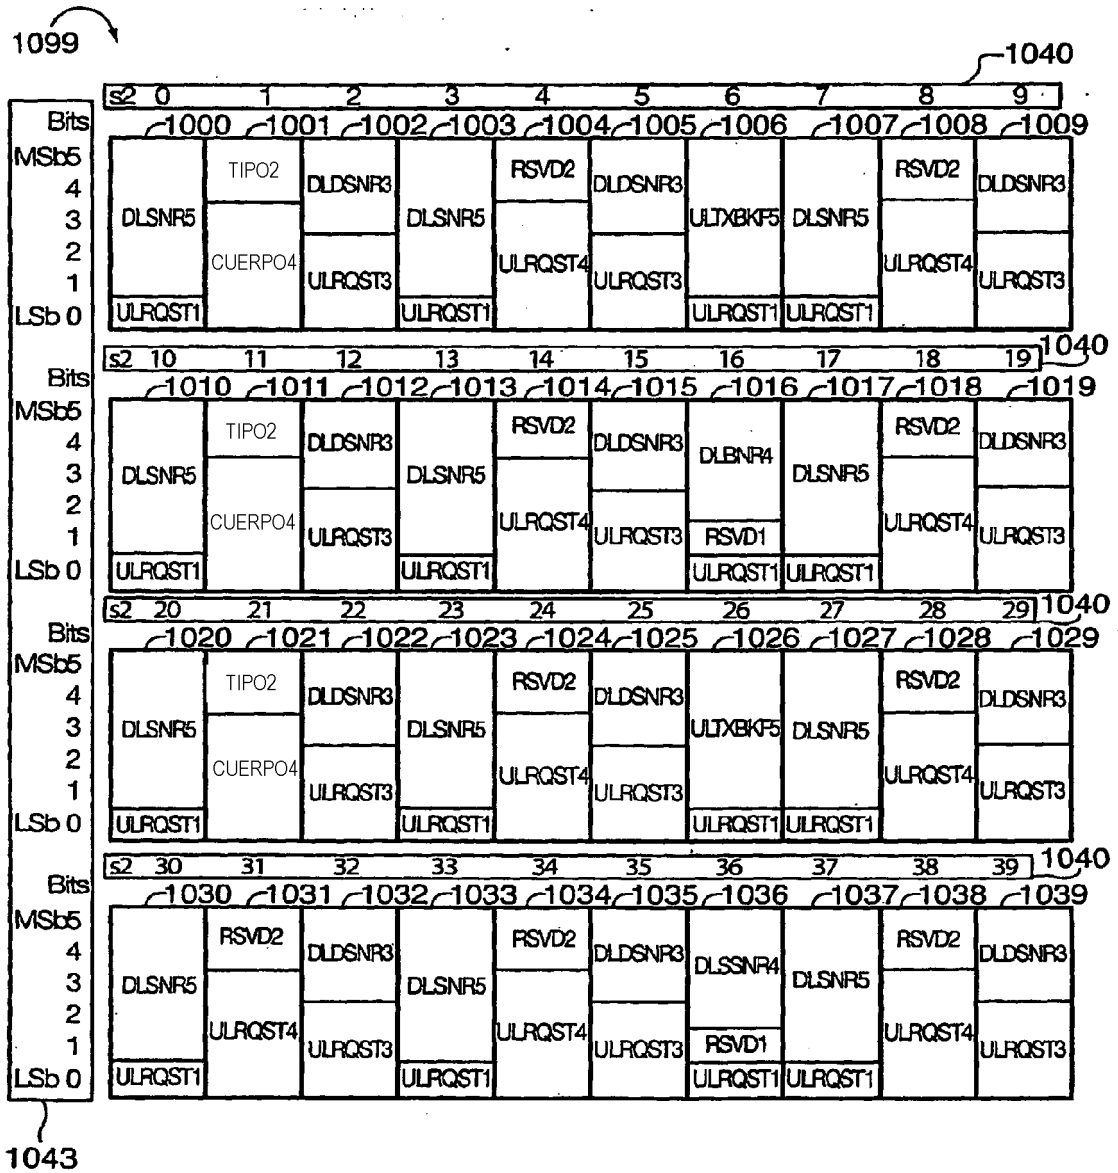 1099
1040
s2 0 1 2 3 4 5 6 7 8 9
Bits 1000 1001 1002 1003 1004 1005 1006 1007 1008 1009
MSb5 TIPO2 RSVD2 RSVD2
4 DLDSNR3 DLDSNR3 DLDSNR3
3 DLSNR5 DLSNR5 ULTXBKF5 DLSNR5
2 CUERPO4 ULRQST4 ULRQST4
1 ULRQST3 ULRQST3 ULRQST3
LSb 0 ULRQST1 ULRQST1 ULRQST1 ULRQST1
s2 10 11 12 13 14 15 16 17 18 19 1040
Bits 1010 1011 1012 1013 1014 1015 1016 1017 1018 1019
MSb5 TIPO2 RSVD2 RSVD2
4 DLDSNR3 DLDSNR3 DLBNR4 DLDSNR3
3 DLSNR5 DLSNR5 DLSNR5
2 CUERPO4 ULRQST4 ULRQST4
1 ULRQST3 ULRQST3 RSVD1 ULRQST3
LSb 0 ULRQST1 ULRQST1 ULRQST1 ULRQST1
s2 20 21 22 23 24 25 26 27 28 29 1040
Bits 1020 1021 1022 1023 1024 1025 1026 1027 1028 1029
MSb5 TIPO2 RSVD2 RSVD2
4 DLDSNR3 DLDSNR3 DLDSNR3
3 DLSNR5 DLSNR5 ULTXBKF5 DLSNR5
2 CUERPO4 ULRQST4 ULRQST4
1 ULRQST3 ULRQST3 ULRQST3
LSb 0 ULRQST1 ULRQST1 ULRQST1 ULRQST1
s2 30 31 32 33 34 35 36 37 38 39 1040
Bits 1030 1031 1032 1033 1034 1035 1036 1037 1038 1039
MSb5 RSVD2 RSVD2 RSVD2
4 DLDSNR3 DLDSNR3 DLSSNR4 DLDSNR3
3 DLSNR5 DLSNR5 DLSNR5
2 ULRQST4 ULRQST4 ULRQST4
1 ULRQST3 ULRQST3 RSVD1 ULRQST3
LSb 0 ULRQST1 ULRQST1 ULRQST1 ULRQST1
1043